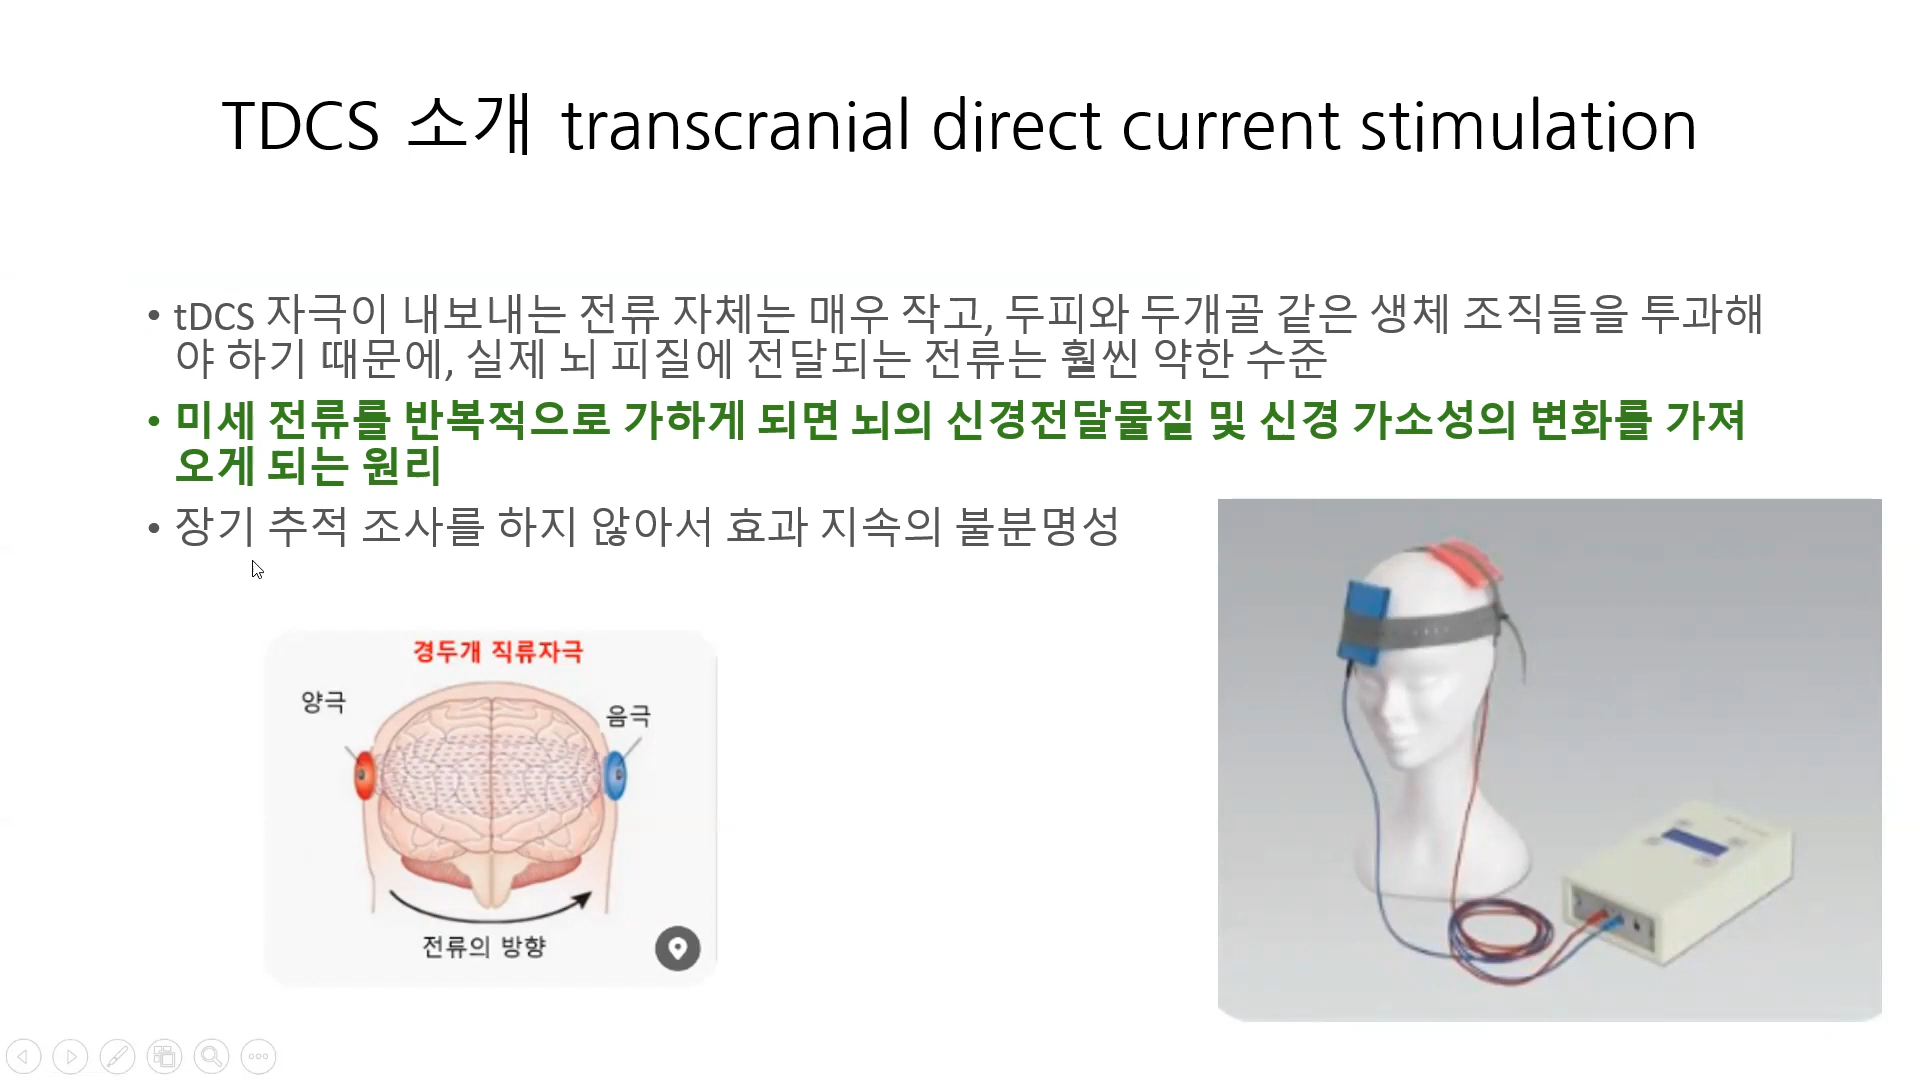 TDCS 소개 transcranial direct current stimulation
• tDCS 자극이 내보내는 전류 자체는 매우 작고, 두피와 두개골 같은 생체 조직들을 투과해
야 하기 때문에, 실제 뇌 피질에 전달되는 전류는 훨씬 약한 수준
• 미세 전류를 반복적으로 가하게 되면 뇌의 신경전달물질 및 신경 가소성의 변화를 가져
오게 되는 원리
• 장기 추적 조사를 하지 않아서 효과 지속의 불분명성
경두개 직류자극
양극
음극
전류의 방향